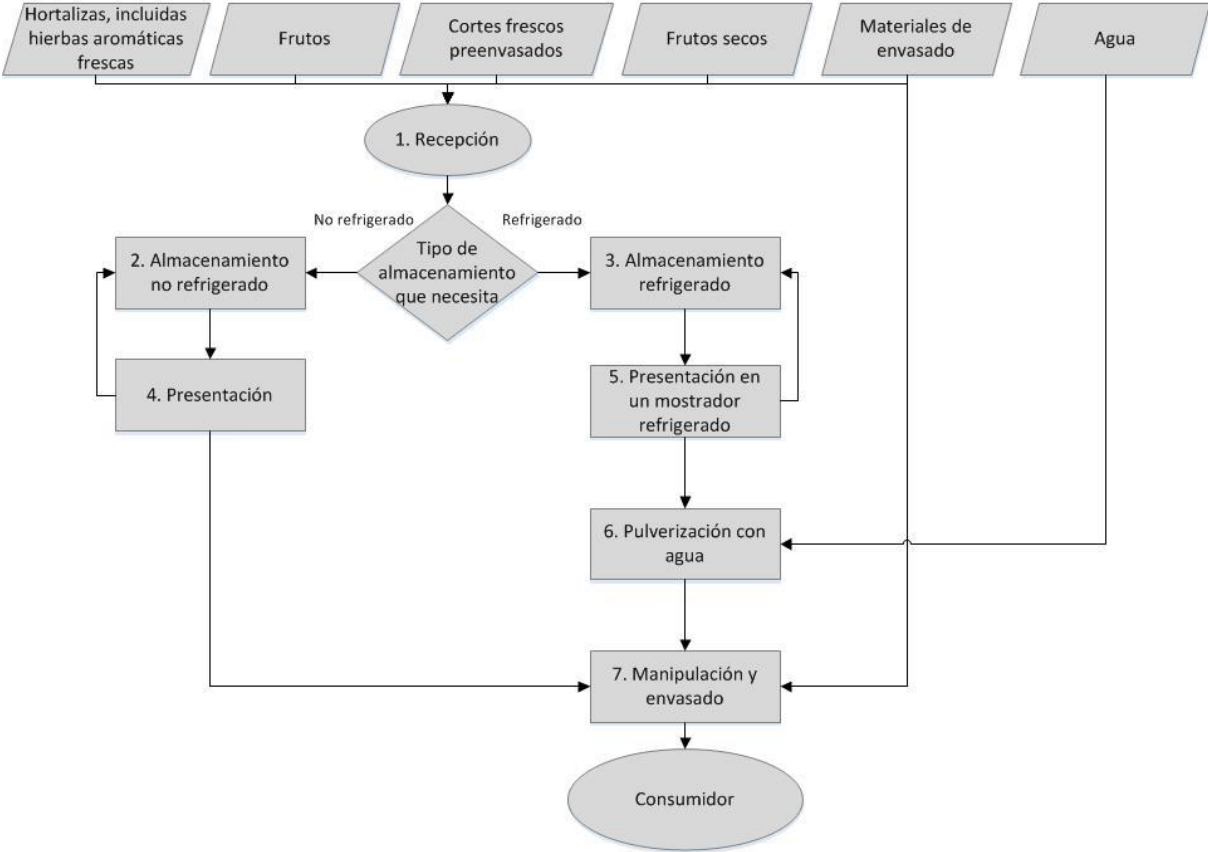 Hortalizas, incluidas
hierbas aromáticas
frescas
Frutos
Cortes frescos
preenvasados
Frutos secos
Materiales de
envasado
Agua
1. Recepción
No refrigerado
Refrigerado
Tipo de
almacenamiento
que necesita
2. Almacenamiento
no refrigerado
3. Almacenamiento
refrigerado
4. Presentación
5. Presentación en
un mostrador
refrigerado
6. Pulverización con
agua
7. Manipulación y
envasado
Consumidor